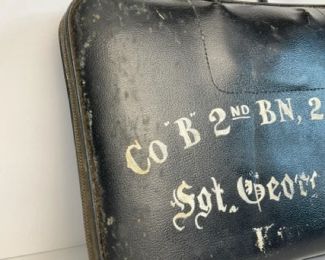 Co "B" 2ND BN, 2
Sgt. Geor